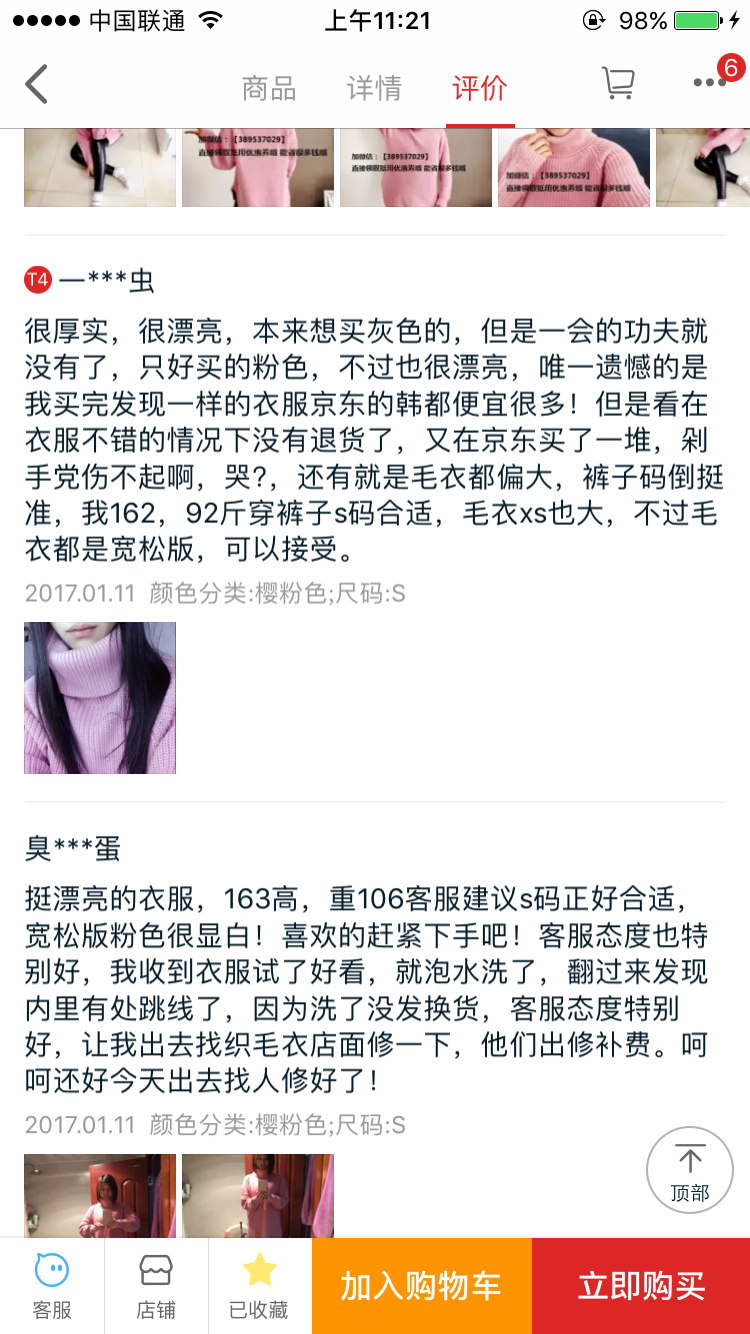 中国联通
上午11:21
98%
商品
详情
评价
6
加微信：【389537029】
直接领取抵用优惠券哦 能省很多钱哦
加微信：【389537029】
直接领取抵用优惠券哦 能省很多钱哦
加微信：【389537029】
直接领取抵用优惠券哦 能省很多钱哦
T4 一***虫
很厚实，很漂亮，本来想买灰色的，但是一会的功夫就
没有了，只好买的粉色，不过也很漂亮，唯一遗憾的是
我买完发现一样的衣服京东的韩都便宜很多！但是看在
衣服不错的情况下没有退货了，又在京东买了一堆，剁
手党伤不起啊，哭?，还有就是毛衣都偏大，裤子码倒挺
准，我162，92斤穿裤子s码合适，毛衣xs也大，不过毛
衣都是宽松版，可以接受。
2017.01.11 颜色分类:樱粉色;尺码:S
臭***蛋
挺漂亮的衣服，163高，重106客服建议s码正好合适，
宽松版粉色很显白！喜欢的赶紧下手吧！客服态度也特
别好，我收到衣服试了好看，就泡水洗了，翻过来发现
内里有处跳线了，因为洗了没发换货，客服态度特别
好，让我出去找织毛衣店面修一下，他们出修补费。呵
呵还好今天出去找人修好了！
2017.01.11 颜色分类:樱粉色;尺码:S
顶部
客服
店铺
已收藏
加入购物车
立即购买